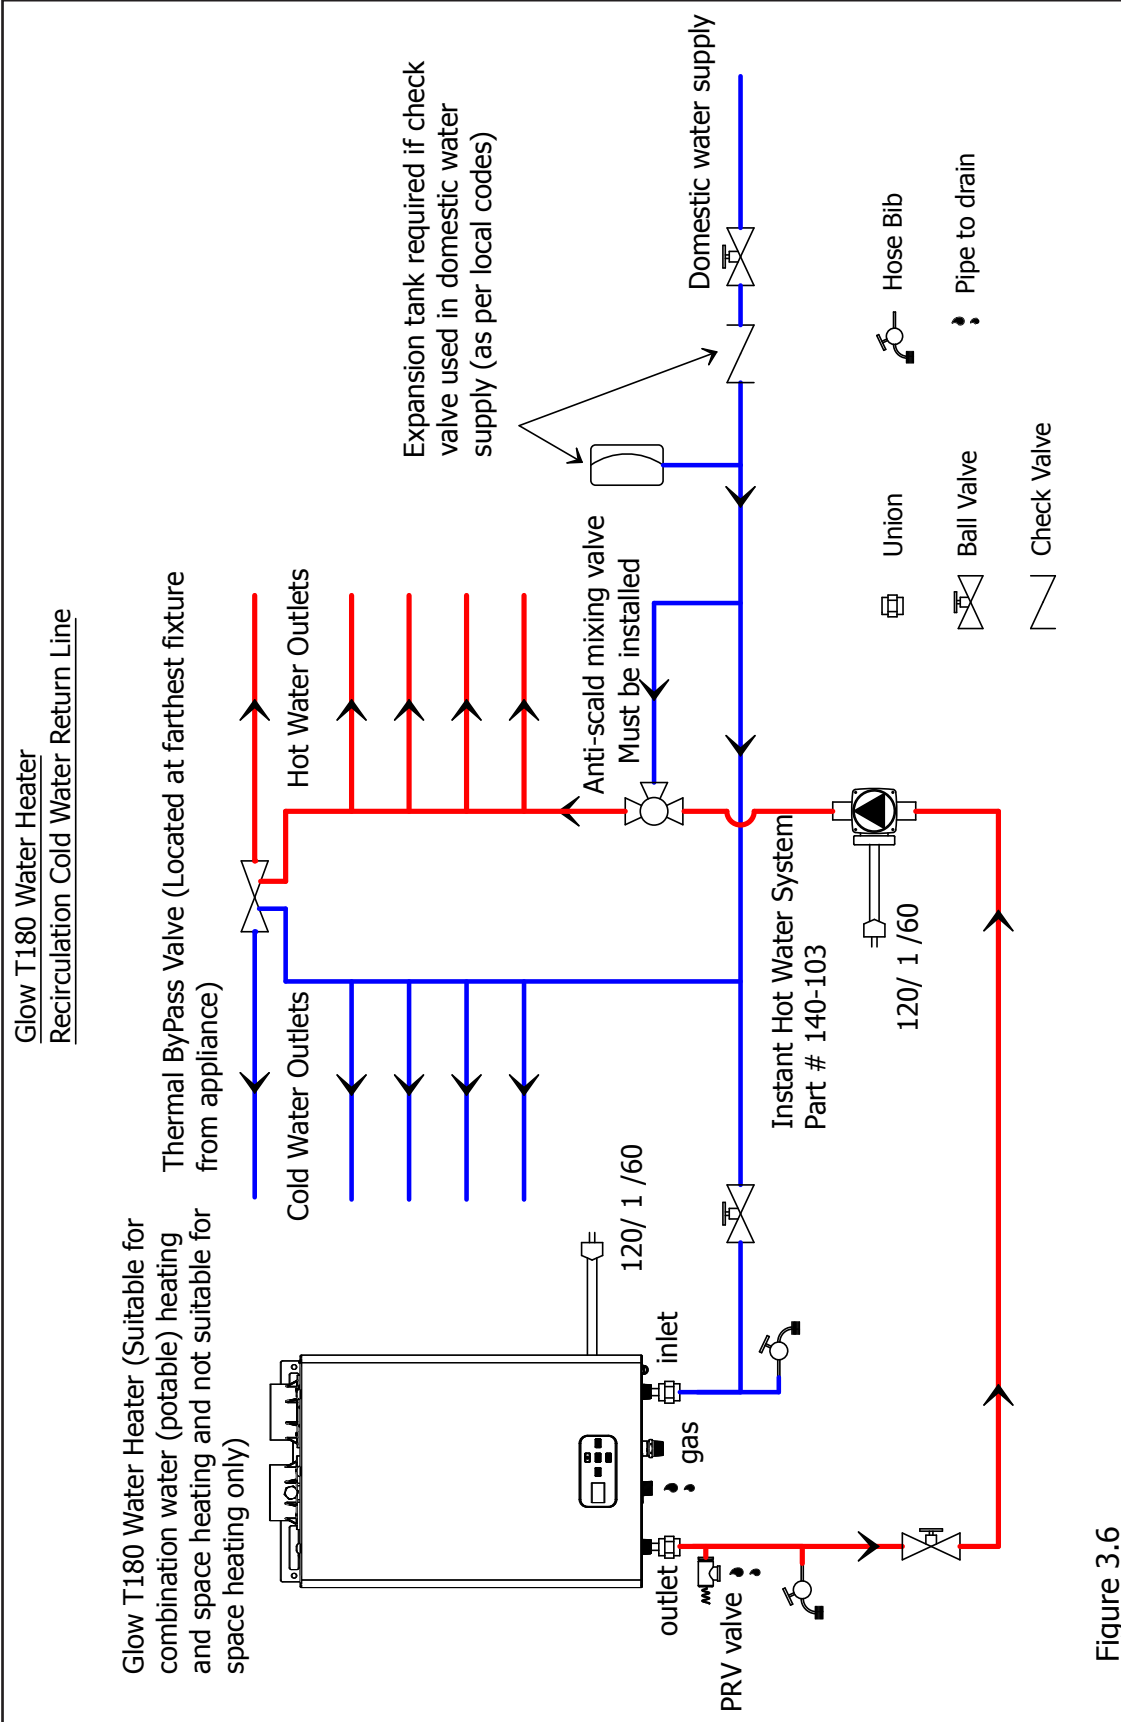 Glow T180 Water Heater
Recirculation Cold Water Return Line
Glow T180 Water Heater (Suitable for
combination water (potable) heating
and space heating and not suitable for
space heating only)
Thermal ByPass Valve (Located at farthest fixture
from appliance)
Cold Water Outlets
Hot Water Outlets
Expansion tank required if check
valve used in domestic water
supply (as per local codes)
Anti-scald mixing valve
Must be installed
Domestic water supply
120/ 1 /60
outlet
gas
inlet
PRV valve
Instant Hot Water System
Part # 140-103
120/ 1 /60
Union
Hose Bib
Ball Valve
Pipe to drain
Check Valve
Figure 3.6